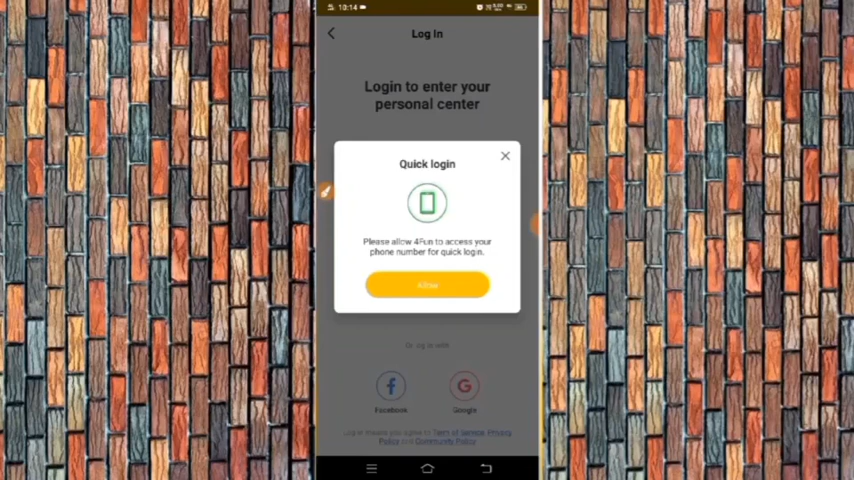 10:14
Log In
Login to enter your
personal center
Quick login
Please allow 4Fun to access your
phone number for quick login.
Allow
Or log in with
Facebook
Google
Log in means you agree to Term of Service, Privacy
Policy and Community Policy